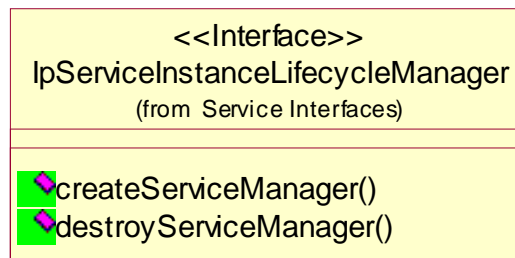 <<Interface>>
IpServiceInstanceLifecycleManager
(from Service Interfaces)
createServiceManager()
destroyServiceManager()